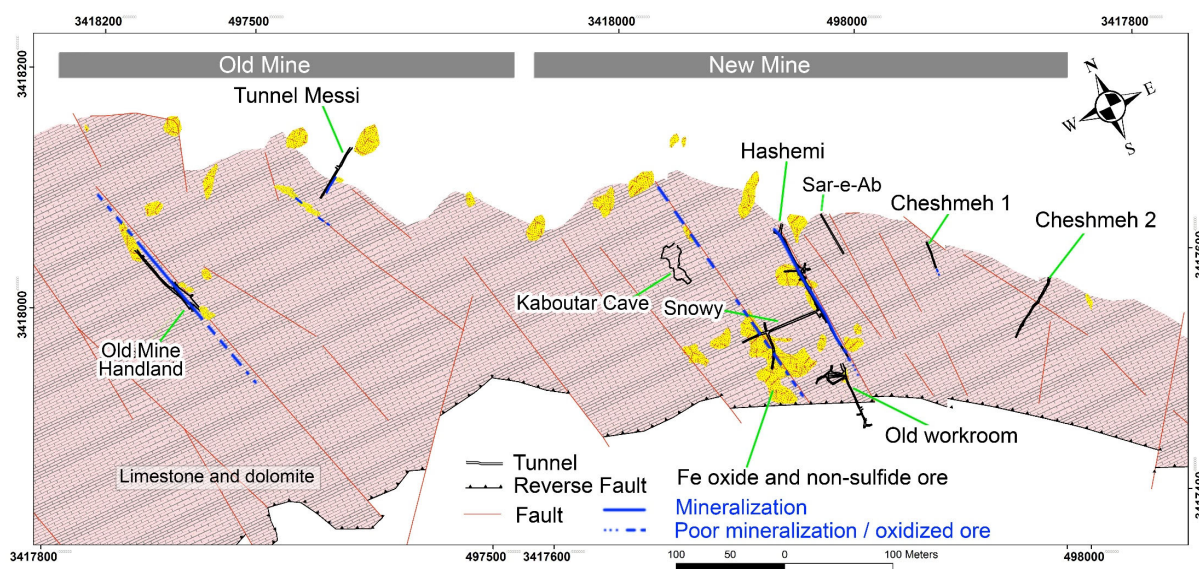 3418200 497500 3418000 498000 3417800
3418200
Old Mine
New Mine
Tunnel Messi
N
E
W
S
Hashemi
Sar-e-Ab
Cheshmeh 1
Cheshmeh 2
3417600
Kaboutar Cave
Snowy
3418000
Old Mine
Handland
Old workroom
Limestone and dolomite
Tunnel
Reverse Fault
Fault
Fe oxide and non-sulfide ore
Mineralization
Poor mineralization / oxidized ore
3417400
3417800 497500 3417600 498000
100 50 0 100 Meters